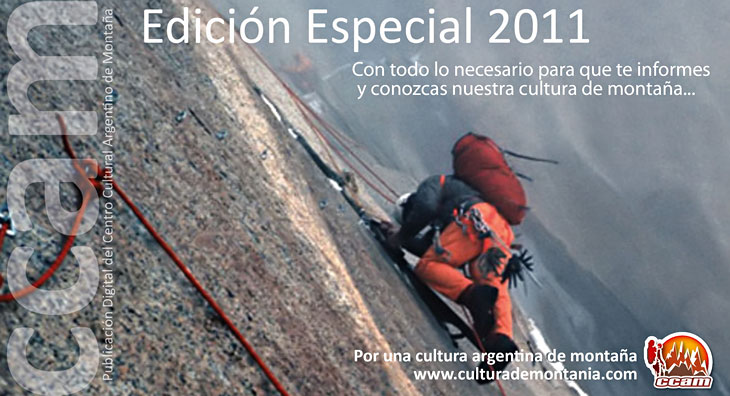 Edición Especial 2011
Con todo lo necesario para que te informes
y conozcas nuestra cultura de montaña...
ccam
Publicación Digital del Centro Cultural Argentino de Montaña
Por una cultura argentina de montaña
www.culturademontania.com
ccam